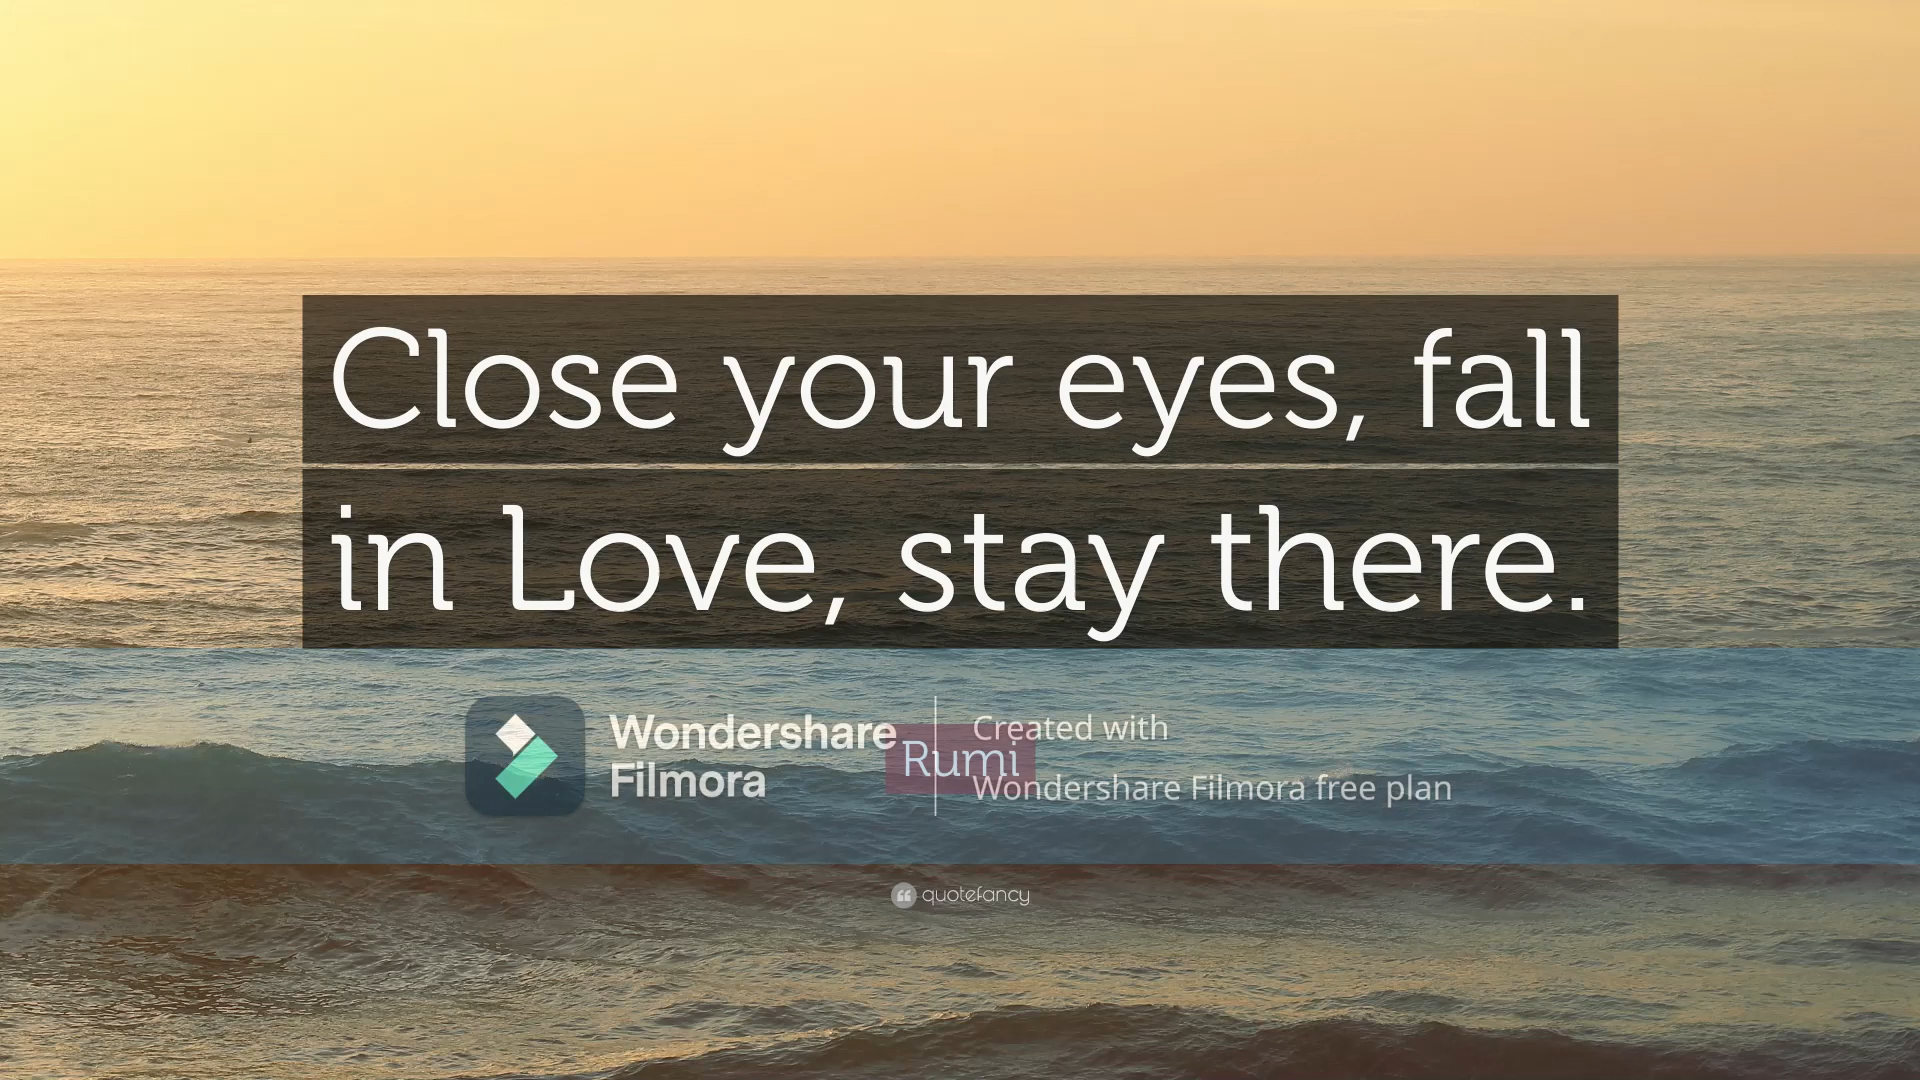 Close your eyes, fall
in Love, stay there.
Wondershare
Filmora
Created with
Wondershare Filmora free plan
Rumi
quotefancy